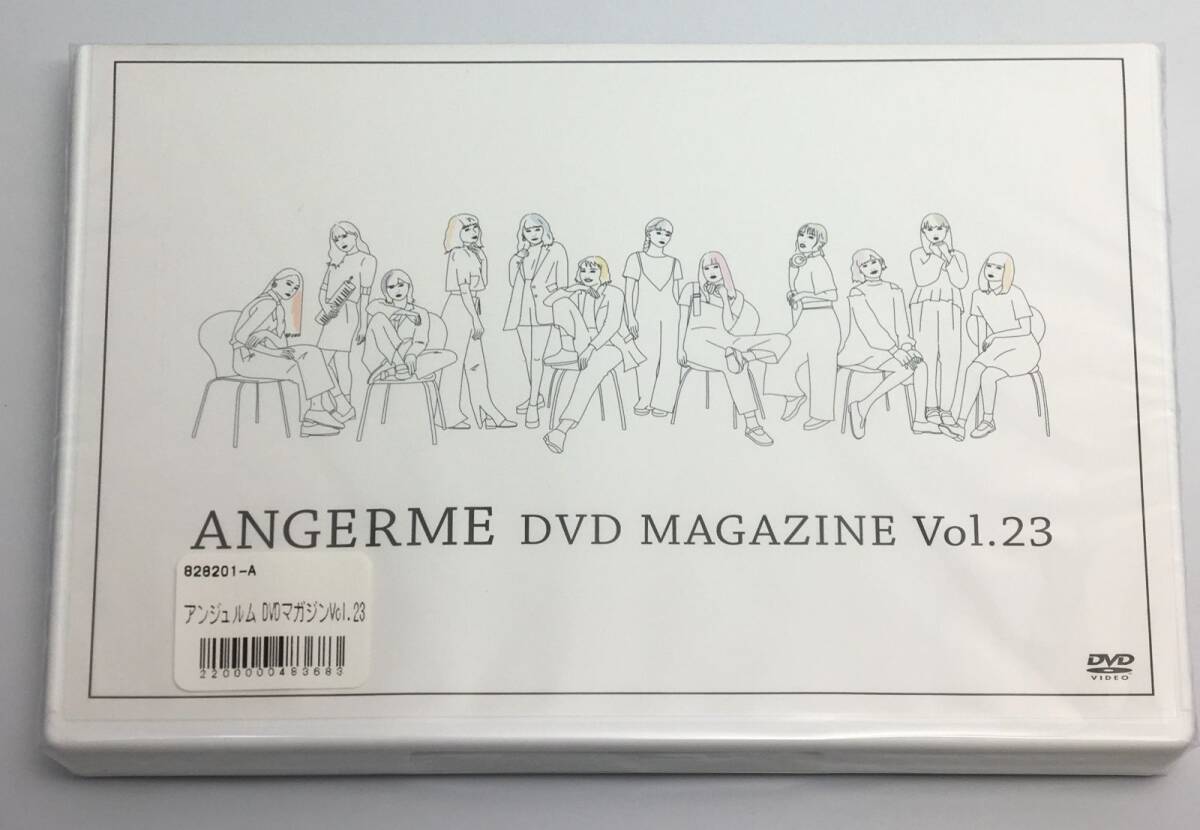 ANGERME DVD MAGAZINE Vol.23
828201-A
アンジュルム DVDマガジンVol.23
2200000483683
DVD
VIDEO